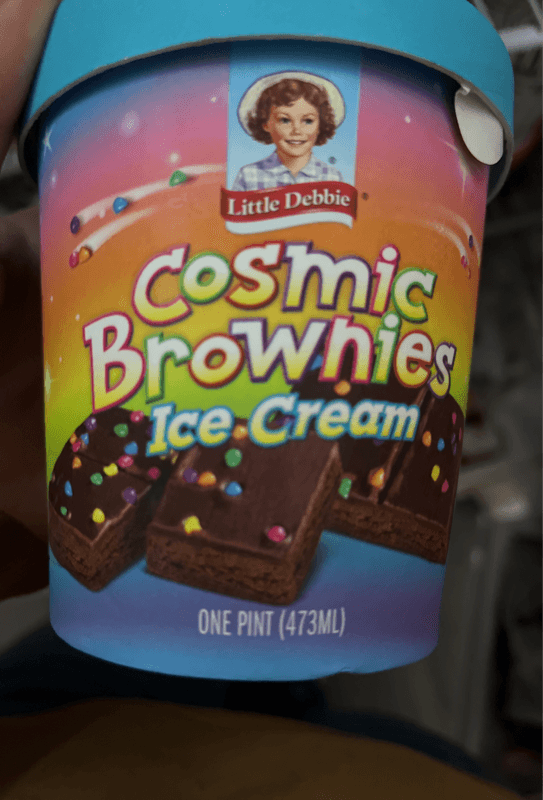 Little Debbie
Cosmic
Brownies
Ice Cream
ONE PINT (473ML)